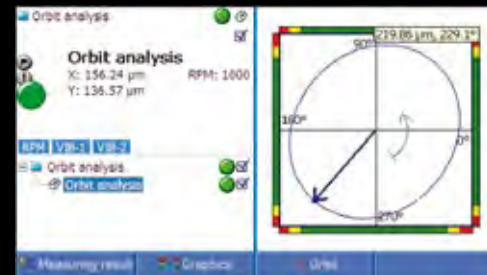 Orbit analysis
Orbit analysis
X: 156.24 µm RPM: 1000
Y: 136.57 µm
RPM VIB-1 VIB-2
Orbit analysis
Orbit analysis
Measuring result Graphics Orbit
219.86 µm, 229.1°
90°
180°
0°
270°